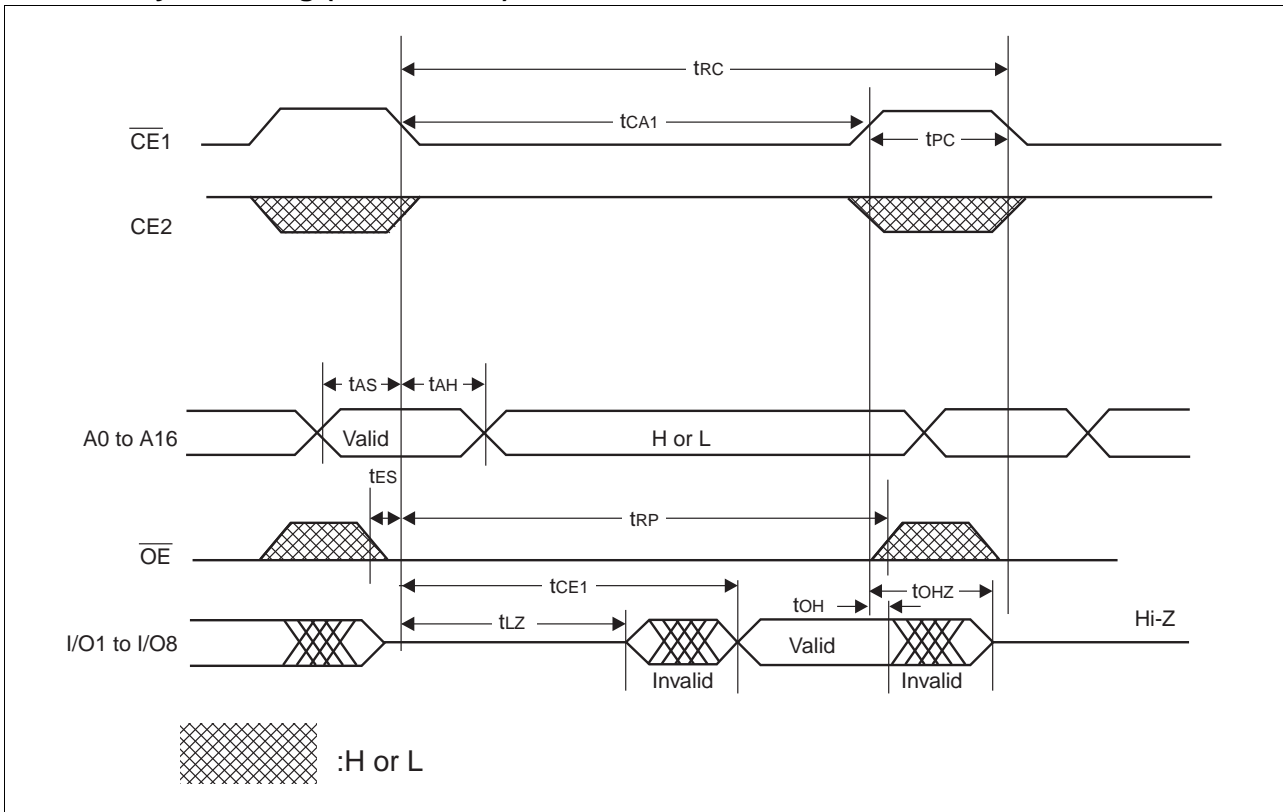 tRC
CE1
tCA1
tPC
CE2
tAS
tAH
A0 to A16
Valid
H or L
tES
tRP
OE
tCE1
tOH
tOHZ
tLZ
Hi-Z
I/O1 to I/O8
Valid
Invalid
Invalid
:H or L